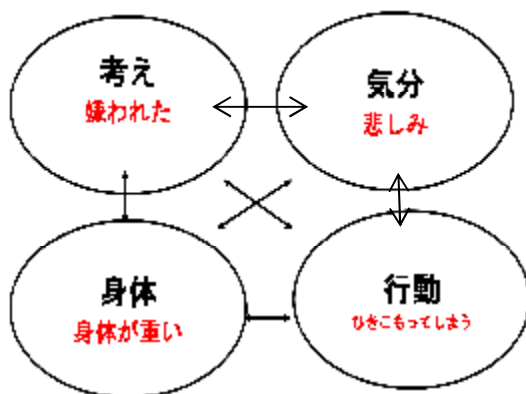 考え
嫌われた
気分
悲しみ
身体
身体が重い
行動
ひきこもってしまう